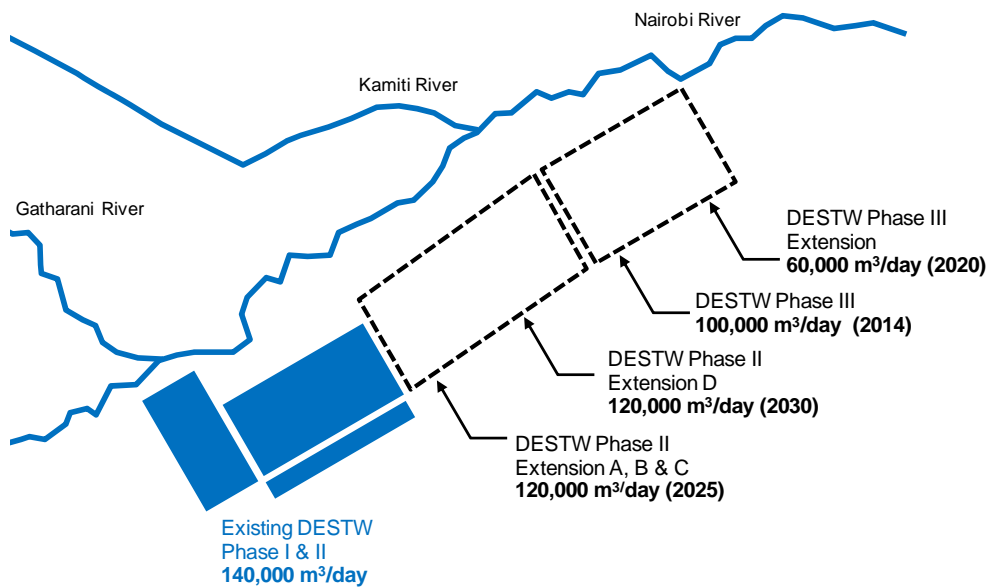 Nairobi River
Kamiti River
Gatharani River
DESTW Phase III
Extension
60,000 m³/day (2020)
DESTW Phase III
100,000 m³/day (2014)
DESTW Phase II
Extension D
120,000 m³/day (2030)
DESTW Phase II
Extension A, B & C
120,000 m³/day (2025)
Existing DESTW
Phase I & II
140,000 m³/day